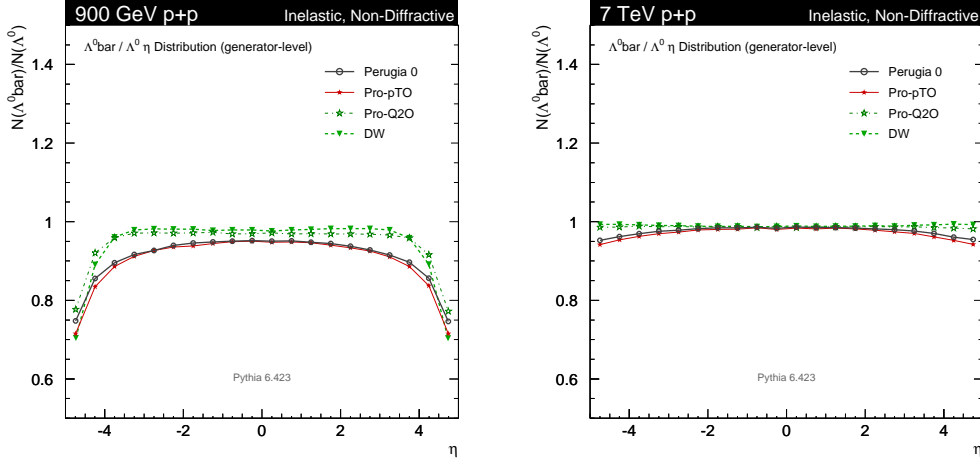 900 GeV p+p Inelastic, Non-Diffractive
N(Λ⁰bar)/N(Λ⁰)
Λ⁰bar / Λ⁰ η Distribution (generator-level)
Perugia 0
Pro-pTO
Pro-Q2O
DW
1.4
1.2
1
0.8
0.6
Pythia 6.423
-4 -2 0 2 4
η
7 TeV p+p Inelastic, Non-Diffractive
N(Λ⁰bar)/N(Λ⁰)
Λ⁰bar / Λ⁰ η Distribution (generator-level)
Perugia 0
Pro-pTO
Pro-Q2O
DW
1.4
1.2
1
0.8
0.6
Pythia 6.423
-4 -2 0 2 4
η